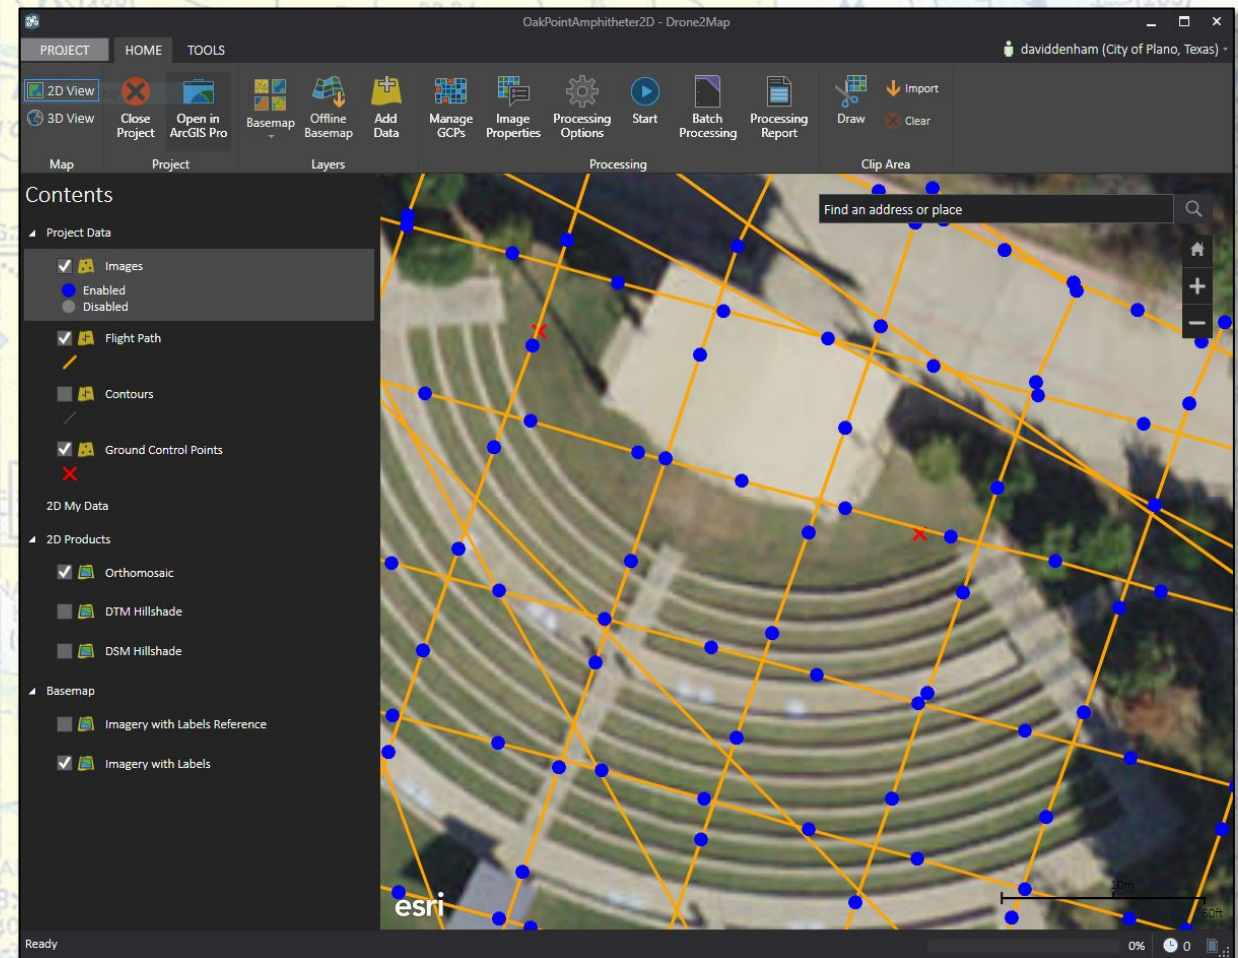 OakPointAmphitheter2D - Drone2Map
PROJECT
HOME
TOOLS
daviddenham (City of Plano, Texas)
2D View
3D View
Map
Close Project
Open in ArcGIS Pro
Project
Basemap
Offline Basemap
Add Data
Layers
Manage GCPs
Image Properties
Processing Options
Start
Batch Processing
Processing Report
Processing
Draw
Import
Clear
Clip Area
Contents
Project Data
Images
Enabled
Disabled
Flight Path
Contours
Ground Control Points
2D My Data
2D Products
Orthomosaic
DTM Hillshade
DSM Hillshade
Basemap
Imagery with Labels Reference
Imagery with Labels
Find an address or place
esri
10m
60ft
Ready
0%
0